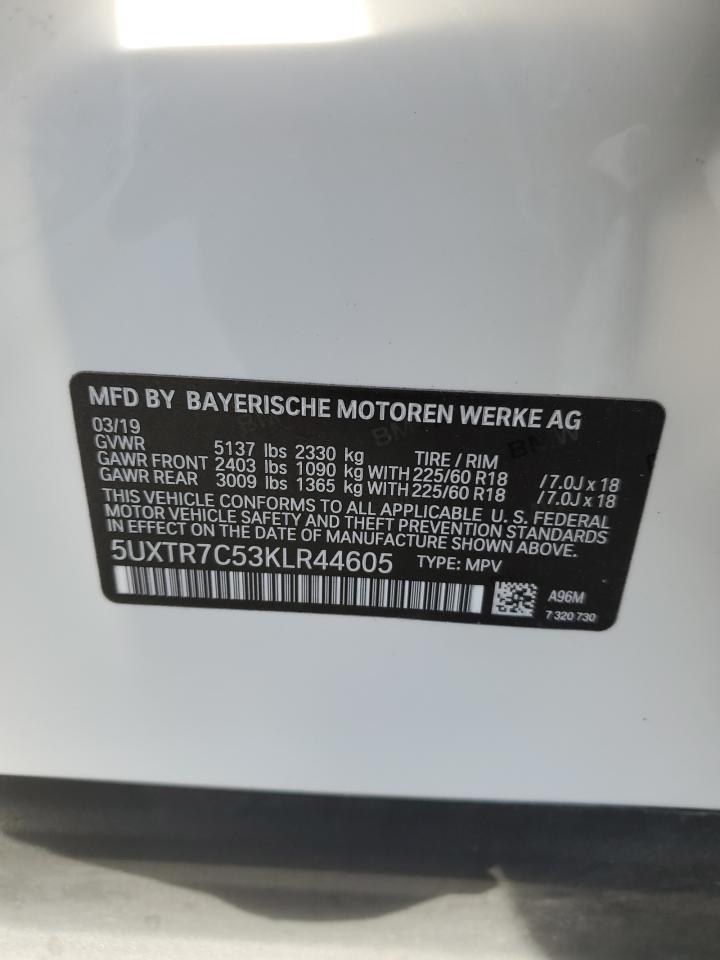 MFD BY BAYERISCHE MOTOREN WERKE AG
03/19
GVWR 5137 lbs 2330 kg TIRE / RIM
GAWR FRONT 2403 lbs 1090 kg WITH 225/60 R18 /7.0J x 18
GAWR REAR 3009 lbs 1365 kg WITH 225/60 R18 /7.0J x 18
THIS VEHICLE CONFORMS TO ALL APPLICABLE U. S. FEDERAL
MOTOR VEHICLE SAFETY AND THEFT PREVENTION STANDARDS
IN EFFECT ON THE DATE OF MANUFACTURE SHOWN ABOVE.
5UXTR7C53KLR44605 TYPE: MPV
A96M
7 320 730